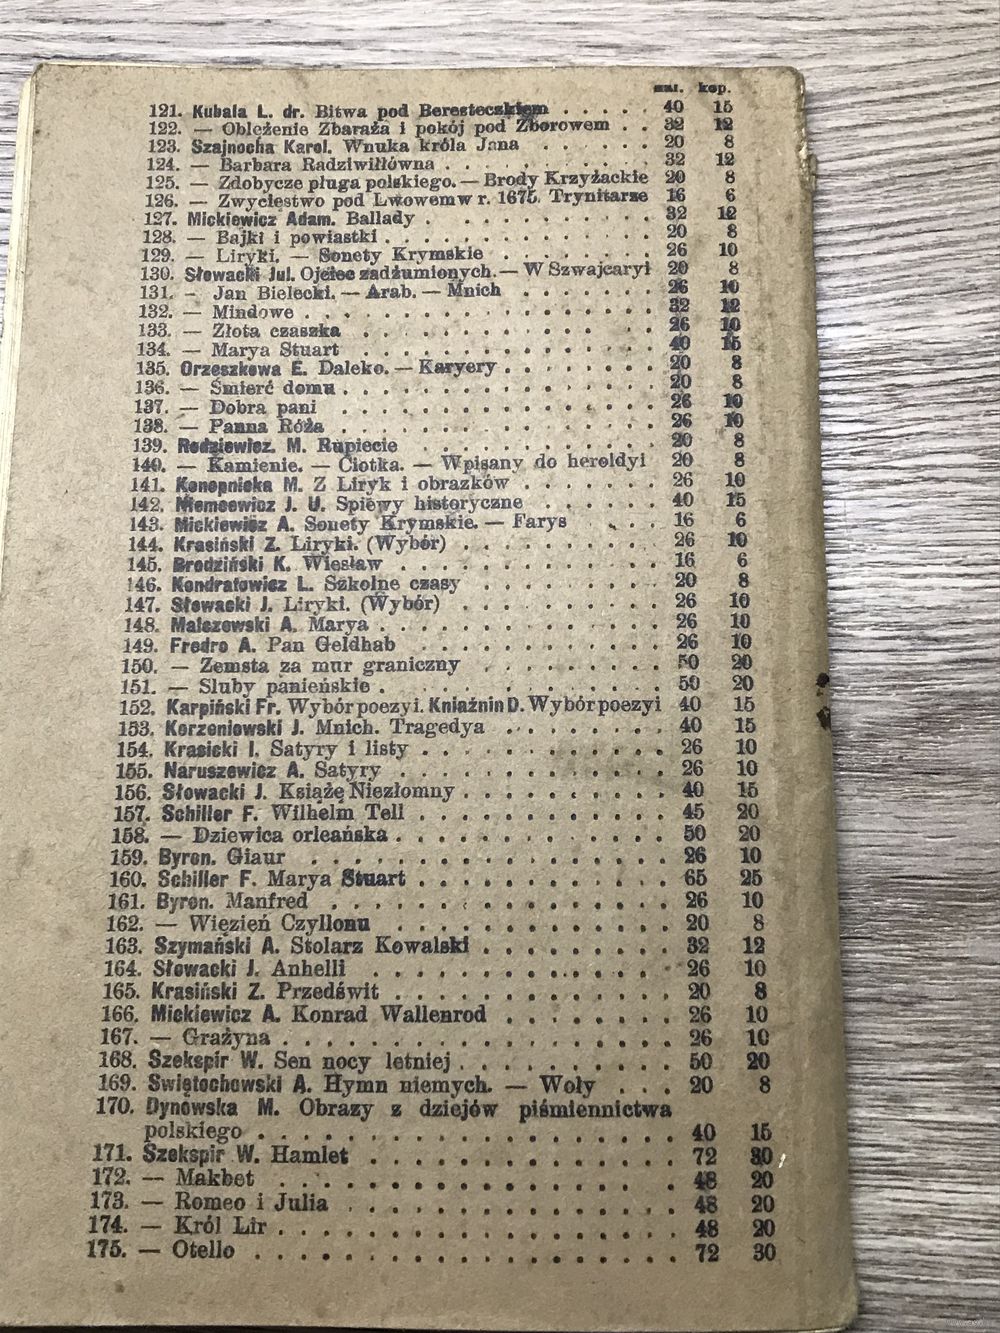 hal. kop.
121. Kubala L. dr. Bitwa pod Beresteczkiem . . . . . 40 15
122. — Oblężenie Zbaraża i pokój pod Zborowem . . 32 12
123. Szajnocha Karol. Wnuka króla Jana . . . . . . 20 8
124. — Barbara Radziwiłłówna . . . . . . . . . . 32 12
125. — Zdobycze pługa polskiego. — Brody Krzyżackie 20 8
126. — Zwycięstwo pod Lwowem w r. 1675. Trynitarze 16 6
127. Mickiewicz Adam. Ballady . . . . . . . . . . . 32 12
128. — Bajki i powiastki . . . . . . . . . . . . . 20 8
129. — Liryki. — Sonety Krymskie . . . . . . . . 26 10
130. Słowacki Jul. Ojciec zadżumionych. — W Szwajcaryi 20 8
131. - Jan Bielecki. — Arab. — Mnich . . . . . . . 26 10
132. — Mindowe . . . . . . . . . . . . . . . . . 32 12
133. — Złota czaszka . . . . . . . . . . . . . . . 26 10
134. — Marya Stuart . . . . . . . . . . . . . . . 40 15
135. Orzeszkowa E. Daleko. — Karyery . . . . . . . . 20 8
136. — Śmierć domu . . . . . . . . . . . . . . . . 20 8
137. — Dobra pani . . . . . . . . . . . . . . . . 26 10
138. — Panna Róża . . . . . . . . . . . . . . . . 26 10
139. Rodziewicz. M. Rupiecie . . . . . . . . . . . . 20 8
140. — Kamienie. — Ciotka. — Wpisany do heroldyi 20 8
141. Konopnicka M. Z Liryk i obrazków . . . . . . . 26 10
142. Niemcewicz J. U. Śpiewy historyczne . . . . . . 40 15
143. Mickiewicz A. Sonety Krymskie. — Farys . . . 16 6
144. Krasiński Z. Liryki. (Wybór) . . . . . . . . . . 26 10
145. Brodziński K. Wiesław . . . . . . . . . . . . . 16 6
146. Kondratowicz L. Szkolne czasy . . . . . . . . . 20 8
147. Słowacki J. Liryki. (Wybór) . . . . . . . . . . 26 10
148. Malczewski A. Marya . . . . . . . . . . . . . . 26 10
149. Fredro A. Pan Geldhab . . . . . . . . . . . . . 26 10
150. — Zemsta za mur graniczny . . . . . . . . . 50 20
151. — Śluby panieńskie . . . . . . . . . . . . . . 50 20
152. Karpiński Fr. Wybór poezyi. Kniaźnin D. Wybór poezyi 40 15
153. Korzeniowski J. Mnich. Tragedya . . . . . . . . 40 15
154. Krasicki I. Satyry i listy . . . . . . . . . . . 26 10
155. Naruszewicz A. Satyry . . . . . . . . . . . . . 26 10
156. Słowacki J. Książę Niezłomny . . . . . . . . . . 40 15
157. Schiller F. Wilhelm Tell . . . . . . . . . . . . 45 20
158. — Dziewica orleańska . . . . . . . . . . . . . 50 20
159. Byron. Giaur . . . . . . . . . . . . . . . . . 26 10
160. Schiller F. Marya Stuart . . . . . . . . . . . . 65 25
161. Byron. Manfred . . . . . . . . . . . . . . . . 26 10
162. — Więzień Czyllonu . . . . . . . . . . . . . 20 8
163. Szymański A. Stolarz Kowalski . . . . . . . . . 32 12
164. Słowacki J. Anhelli . . . . . . . . . . . . . . 26 10
165. Krasiński Z. Przedświt . . . . . . . . . . . . . 20 8
166. Mickiewicz A. Konrad Wallenrod . . . . . . . . 26 10
167. — Grażyna . . . . . . . . . . . . . . . . . . 26 10
168. Szekspir W. Sen nocy letniej . . . . . . . . . . 50 20
169. Świętochowski A. Hymn niemych. — Woły . . . 20 8
170. Dynowska M. Obrazy z dziejów piśmiennictwa
polskiego . . . . . . . . . . . . . . . . . . . 40 15
171. Szekspir W. Hamlet . . . . . . . . . . . . . . 72 30
172. — Makbet . . . . . . . . . . . . . . . . . . 48 20
173. — Romeo i Julia . . . . . . . . . . . . . . . 48 20
174. — Król Lir . . . . . . . . . . . . . . . . . . 48 20
175. — Otello . . . . . . . . . . . . . . . . . . . 72 30